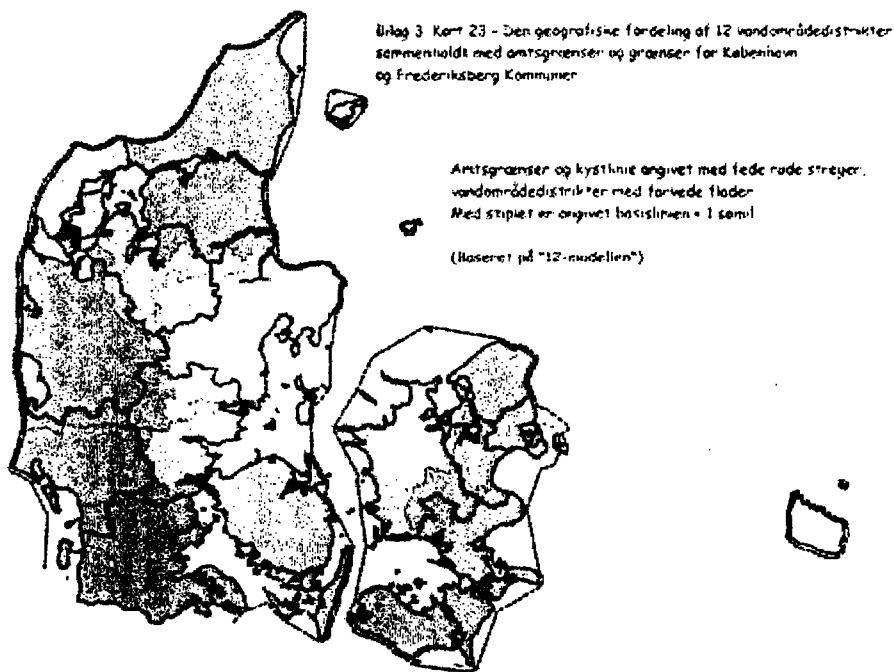 Bilag 3 Kort 23 - Den geografiske fordeling af 12 vandområdedistrikter
sammenholdt med amtsgrænser og grænser for København
og Frederiksberg Kommuner
Amtsgrænser og kystlinie angivet med fede røde streger,
vandområdedistrikter med farvede flader
Med stiplet er angivet basislinien + 1 sømil
(Baseret på "12-modellen")